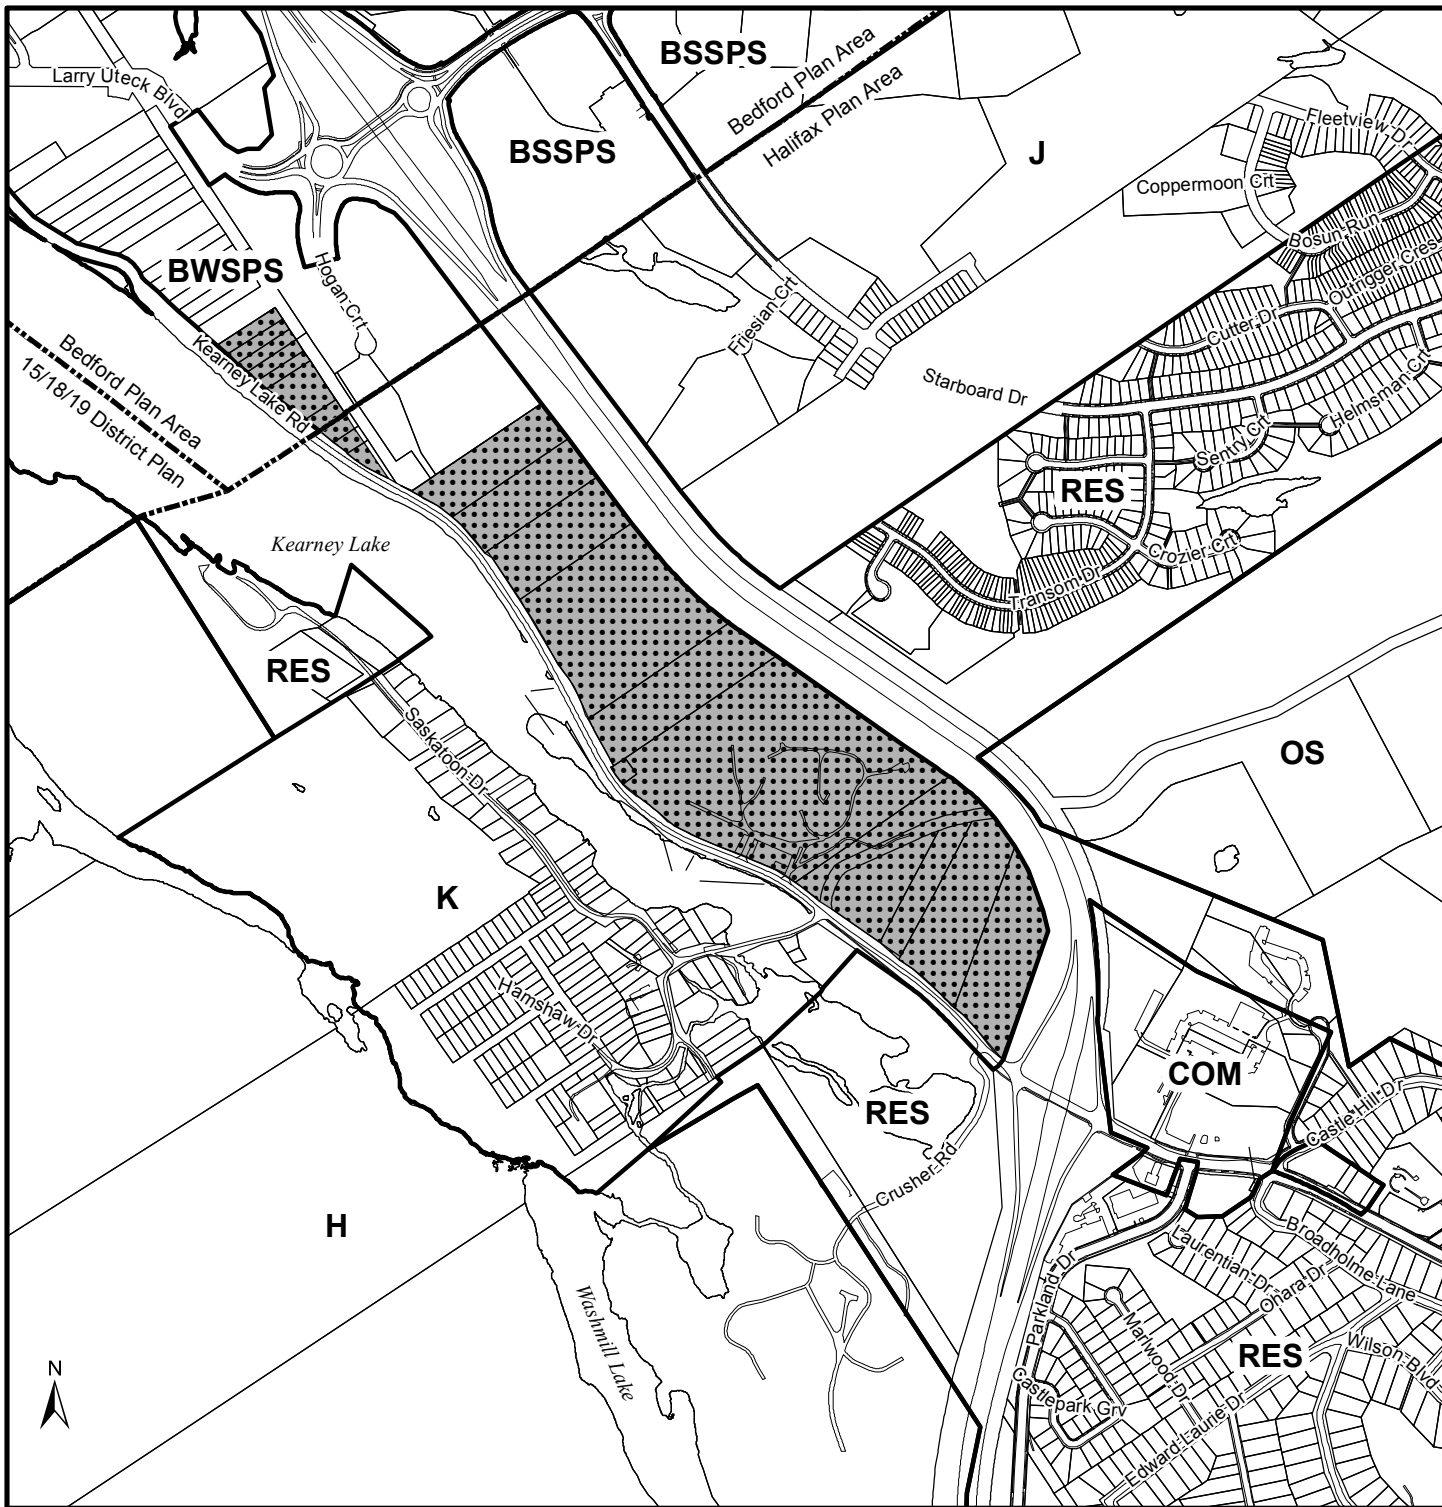 BSSPS
Bedford Plan Area
Halifax Plan Area
Larry Uteck Blvd
BSSPS
J
Fleetview Dr
Coppermoon Crt
Bosun Run
Outrigger Cres
BWSPS
Hogan Crt
Friesian Crt
Cutter Dr
Kearney Lake Rd
Bedford Plan Area
15/18/19 District Plan
Starboard Dr
Helmsman Crt
Sentry Crt
RES
Kearney Lake
Crozier Crt
Transom Dr
RES
Saskatoon Dr
OS
K
Hamshaw Dr
COM
RES
Castle Hill Dr
Crusher Rd
H
Laurentian Dr
Broadholme Lane
Ohara Dr
Parkland Dr
Washmill Lake
Marlwood Dr
RES
Wilson Blvd
Castlepark Grv
Edward Laurie Dr
N